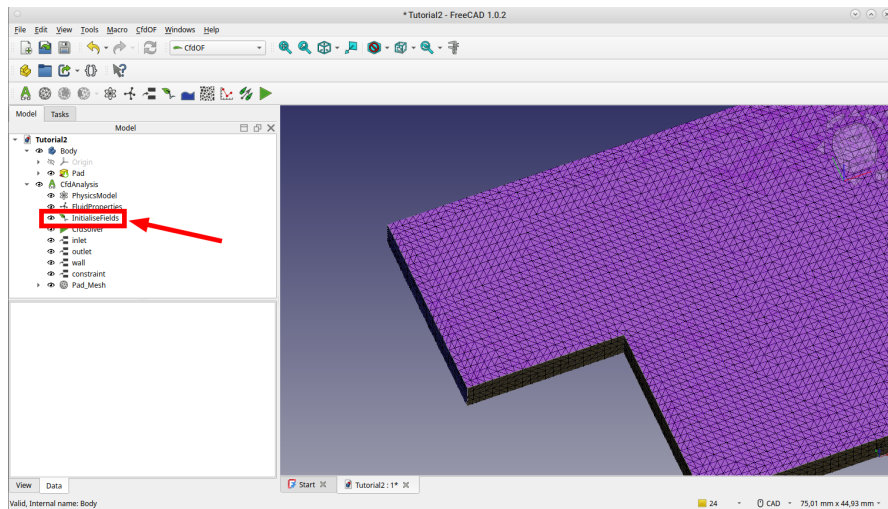 * Tutorial2 - FreeCAD 1.0.2
File Edit View Tools Macro CfdOF Windows Help
CfdOF
Model Tasks
Model
Tutorial2
Body
Origin
Pad
CfdAnalysis
PhysicsModel
FluidProperties
InitialiseFields
CfdSolver
inlet
outlet
wall
constraint
Pad_Mesh
View Data
Start
Tutorial2 : 1*
Valid, Internal name: Body
24 CAD 75,01 mm x 44,93 mm